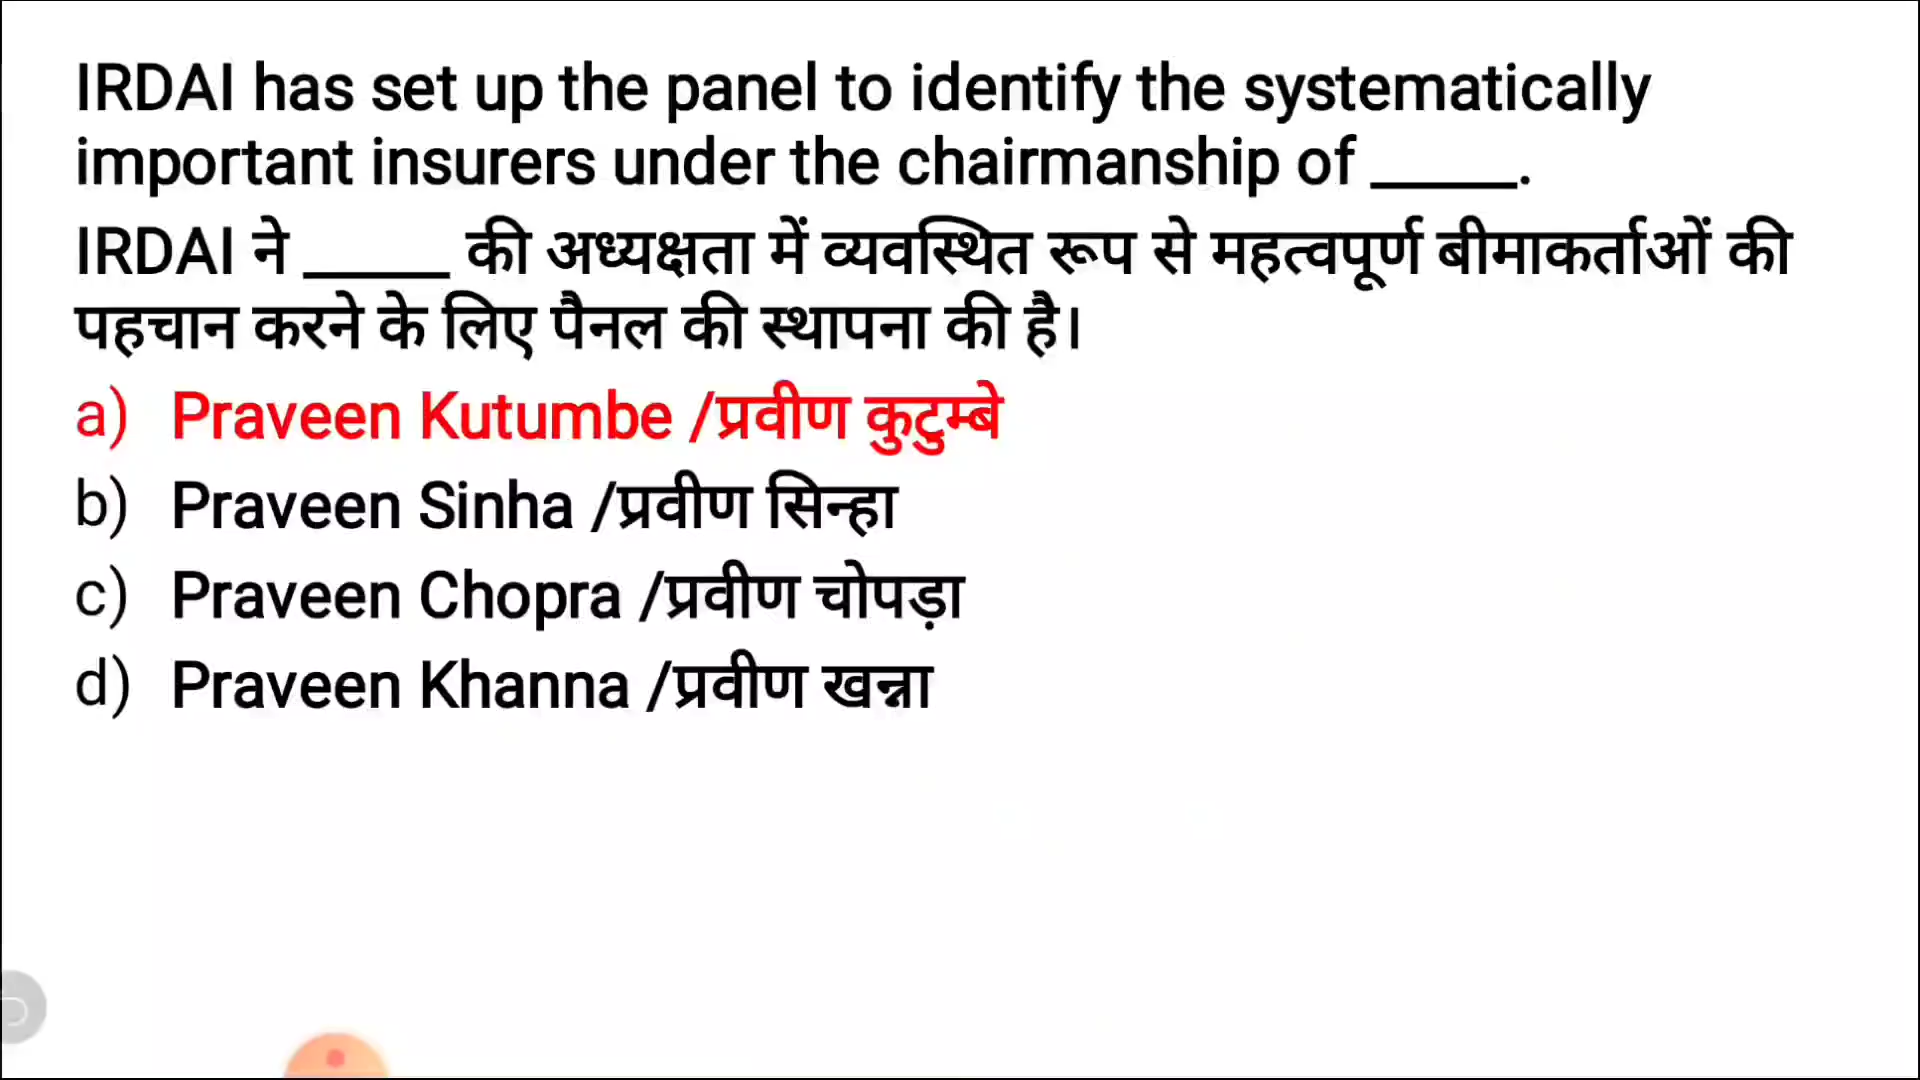 IRDAI has set up the panel to identify the systematically
important insurers under the chairmanship of _____.
IRDAI ने _____ की अध्यक्षता में व्यवस्थित रूप से महत्वपूर्ण बीमाकर्ताओं की
पहचान करने के लिए पैनल की स्थापना की है।
a) Praveen Kutumbe /प्रवीण कुटुम्बे
b) Praveen Sinha /प्रवीण सिन्हा
c) Praveen Chopra /प्रवीण चोपड़ा
d) Praveen Khanna /प्रवीण खन्ना